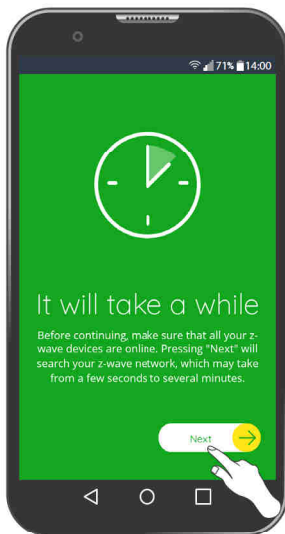 71% 14:00
It will take a while
Before continuing, make sure that all your z-
wave devices are online. Pressing "Next" will
search your z-wave network, which may take
from a few seconds to several minutes.
Next